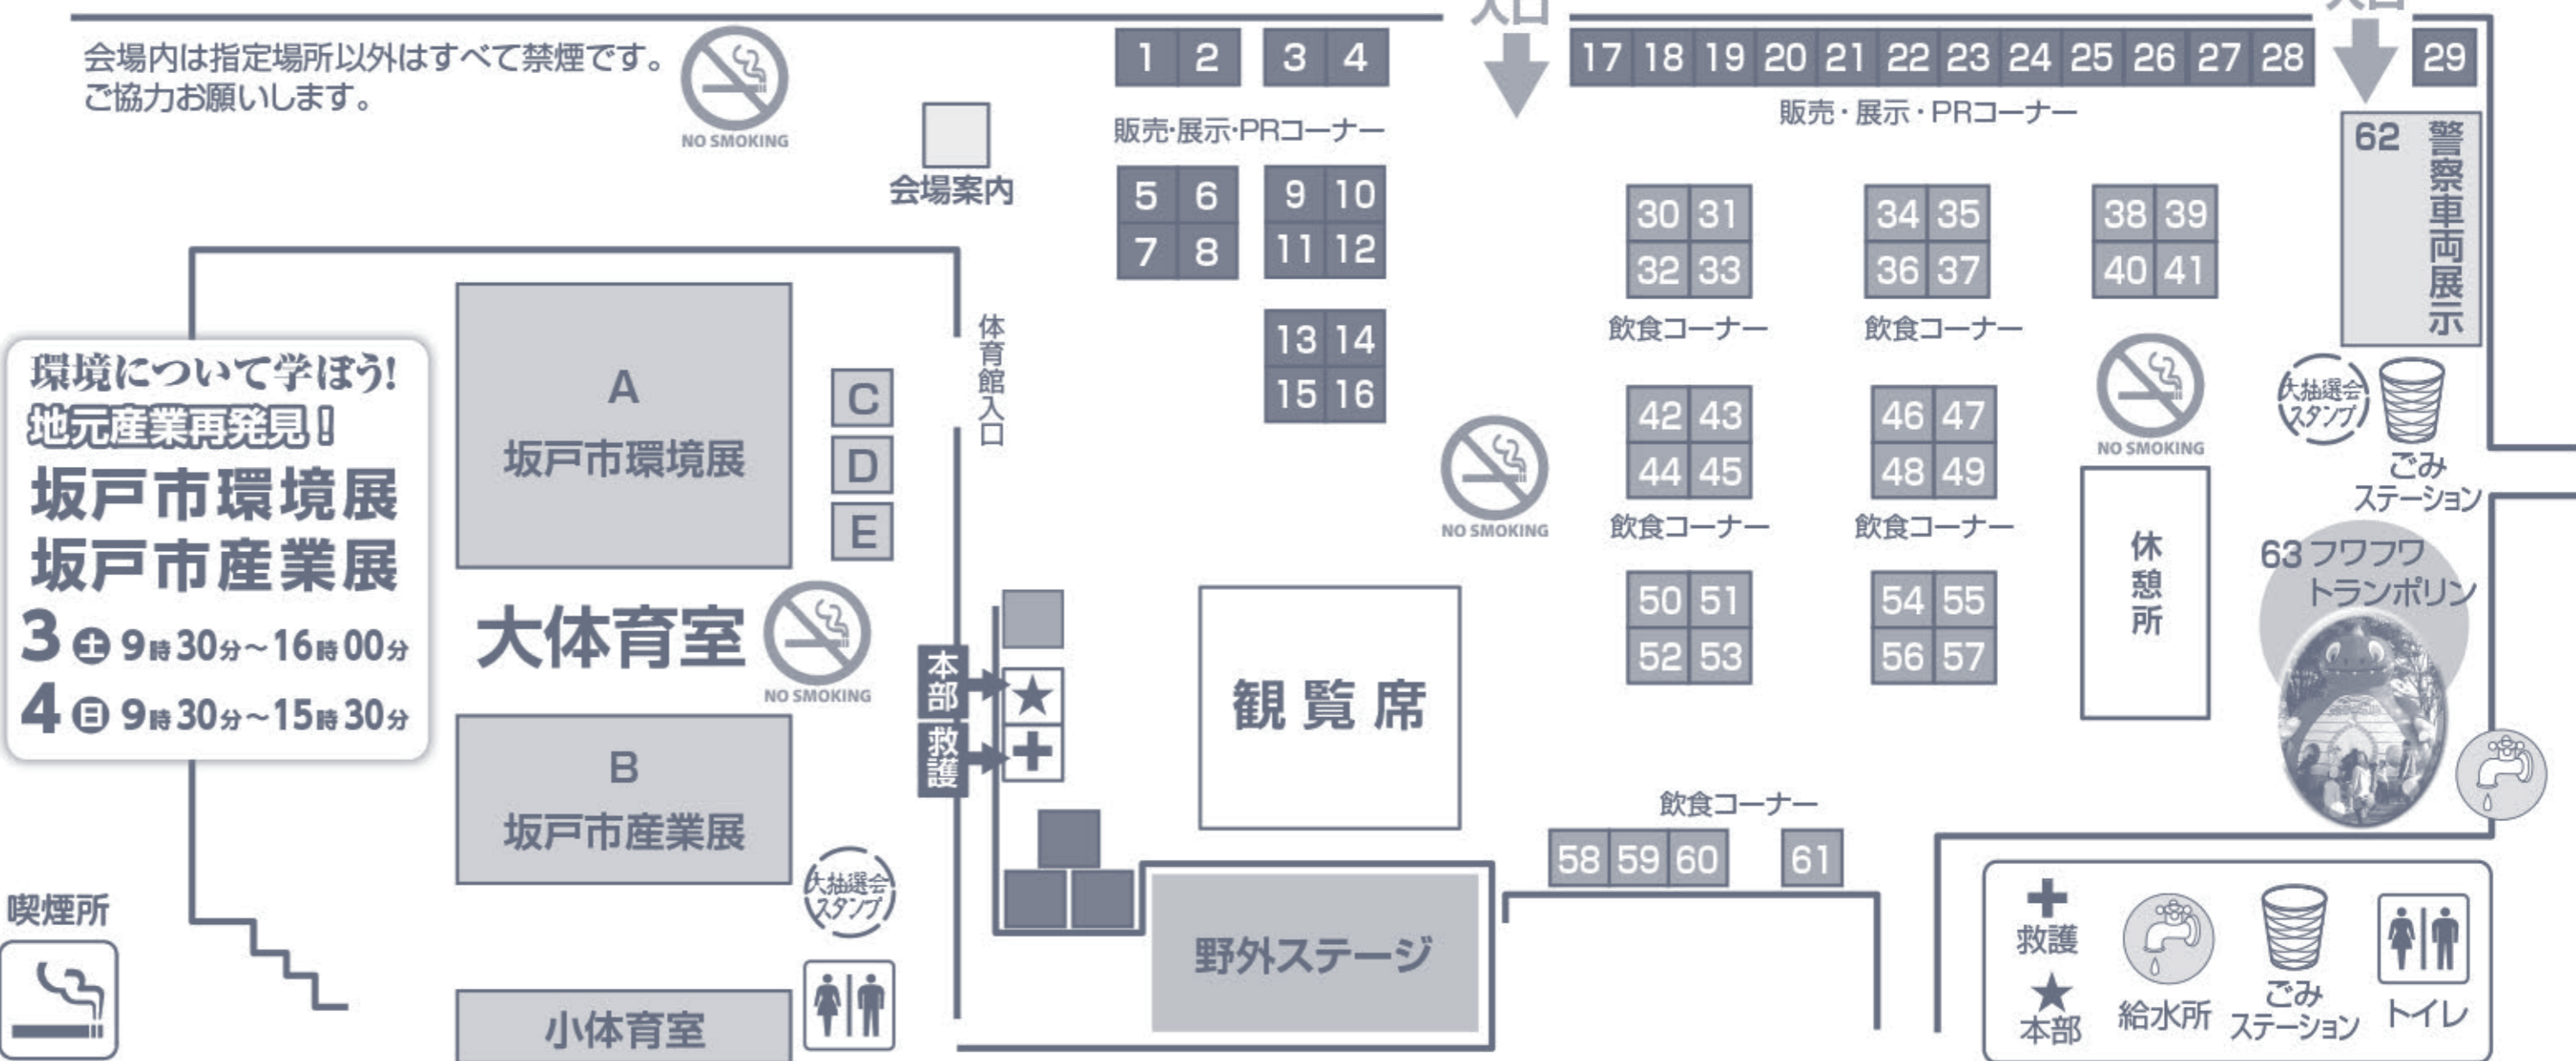 会場内は指定場所以外はすべて禁煙です。
ご協力お願いします。
NO SMOKING
会場案内
1 2 3 4
販売・展示・PRコーナー
5 6 9 10
7 8 11 12
13 14
15 16
入口
17 18 19 20 21 22 23 24 25 26 27 28
販売・展示・PRコーナー
入口
29
62 警察車両展示
30 31 34 35 38 39
32 33 36 37 40 41
飲食コーナー
飲食コーナー
42 43 46 47
44 45 48 49
飲食コーナー
飲食コーナー
50 51 54 55
52 53 56 57
NO SMOKING
NO SMOKING
大抽選会
スタンプ
ごみ
ステーション
休憩所
63 フワフワ
トランポリン
飲食コーナー
58 59 60 61
環境について学ぼう!
地元産業再発見!
坂戸市環境展
坂戸市産業展
3 土 9時30分~16時00分
4 日 9時30分~15時30分
A
坂戸市環境展
C
D
E
体育館入口
大体育室
NO SMOKING
B
坂戸市産業展
本部
救護
観覧席
野外ステージ
大抽選会
スタンプ
小体育室
喫煙所
救護
本部
給水所
ごみ
ステーション
トイレ